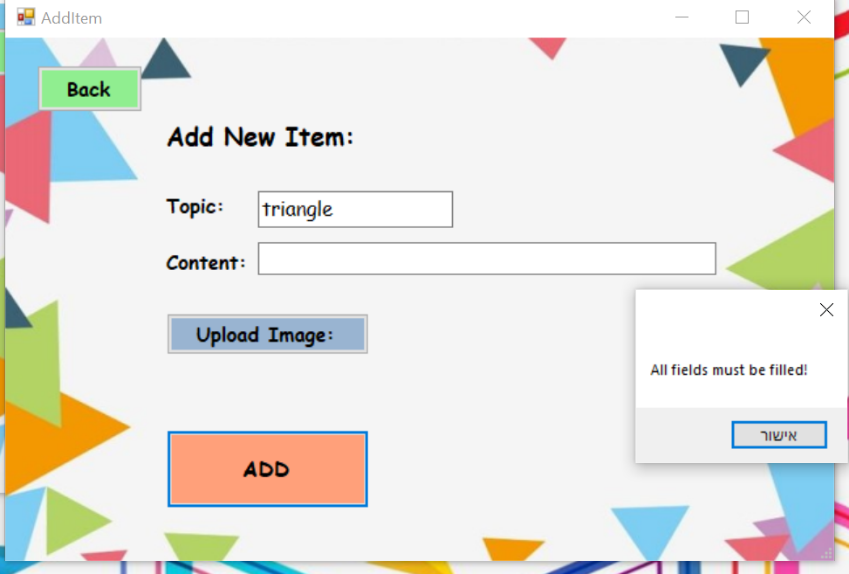 AddItem
Back
Add New Item:
Topic: triangle
Content:
Upload Image:
All fields must be filled!
אישור
ADD